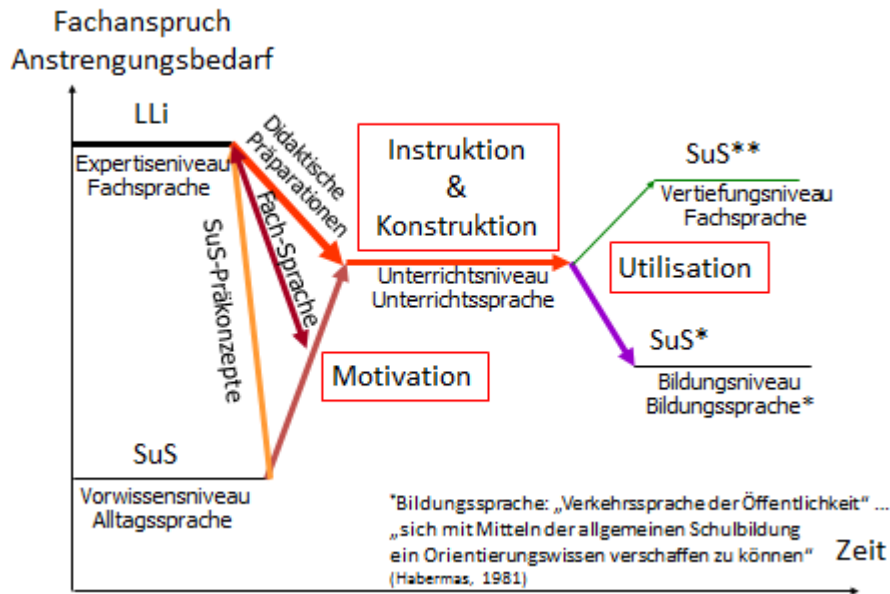 Fachanspruch
Anstrengungsbedarf
LLi
Expertiseniveau
Fachsprache
Didaktische
Präparationen
Fach-Sprache
SuS-Präkonzepte
Instruktion
&
Konstruktion
Unterrichtsniveau
Unterrichtssprache
SuS**
Vertiefungsniveau
Fachsprache
Utilisation
SuS*
Bildungsniveau
Bildungssprache*
Motivation
SuS
Vorwissensniveau
Alltagssprache
*Bildungssprache: „Verkehrssprache der Öffentlichkeit“ ...
„sich mit Mitteln der allgemeinen Schulbildung
ein Orientierungswissen verschaffen zu können“
(Habermas, 1981)
Zeit